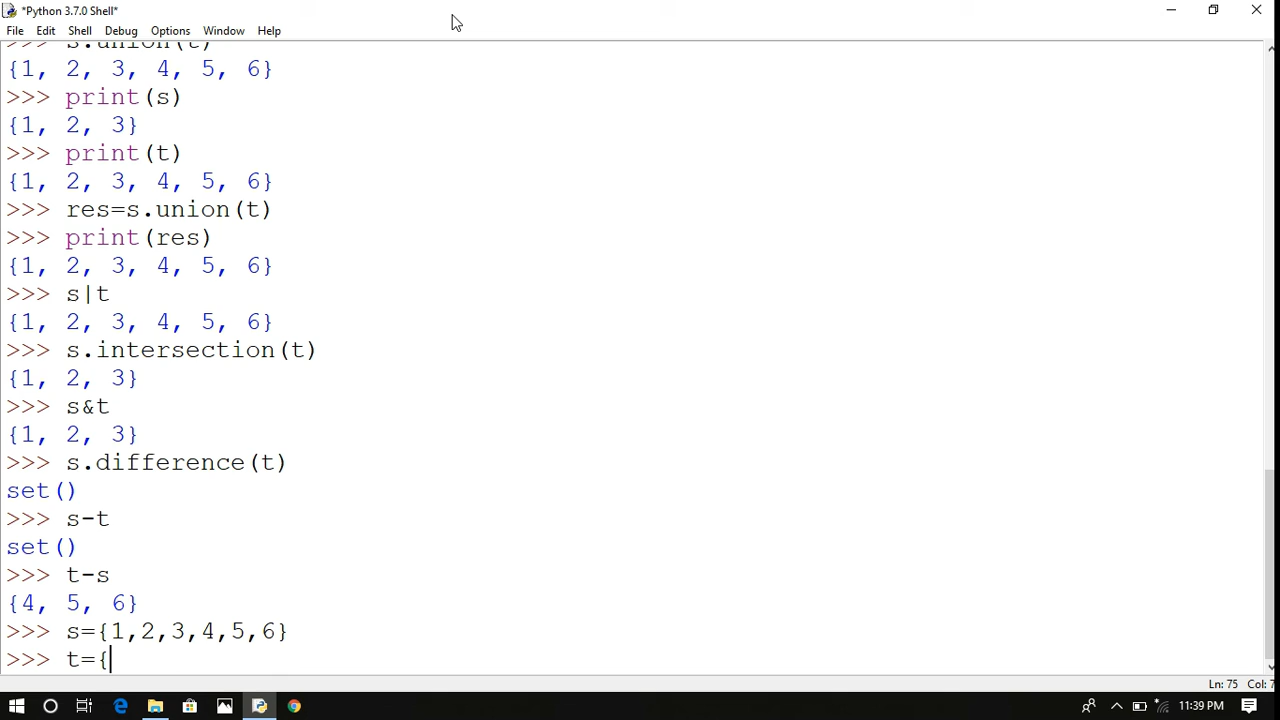 *Python 3.7.0 Shell*
File Edit Shell Debug Options Window Help
>>> s.union(t)
{1, 2, 3, 4, 5, 6}
>>> print(s)
{1, 2, 3}
>>> print(t)
{1, 2, 3, 4, 5, 6}
>>> res=s.union(t)
>>> print(res)
{1, 2, 3, 4, 5, 6}
>>> s|t
{1, 2, 3, 4, 5, 6}
>>> s.intersection(t)
{1, 2, 3}
>>> s&t
{1, 2, 3}
>>> s.difference(t)
set()
>>> s-t
set()
>>> t-s
{4, 5, 6}
>>> s={1,2,3,4,5,6}
>>> t={
Ln: 75 Col: 7
11:39 PM